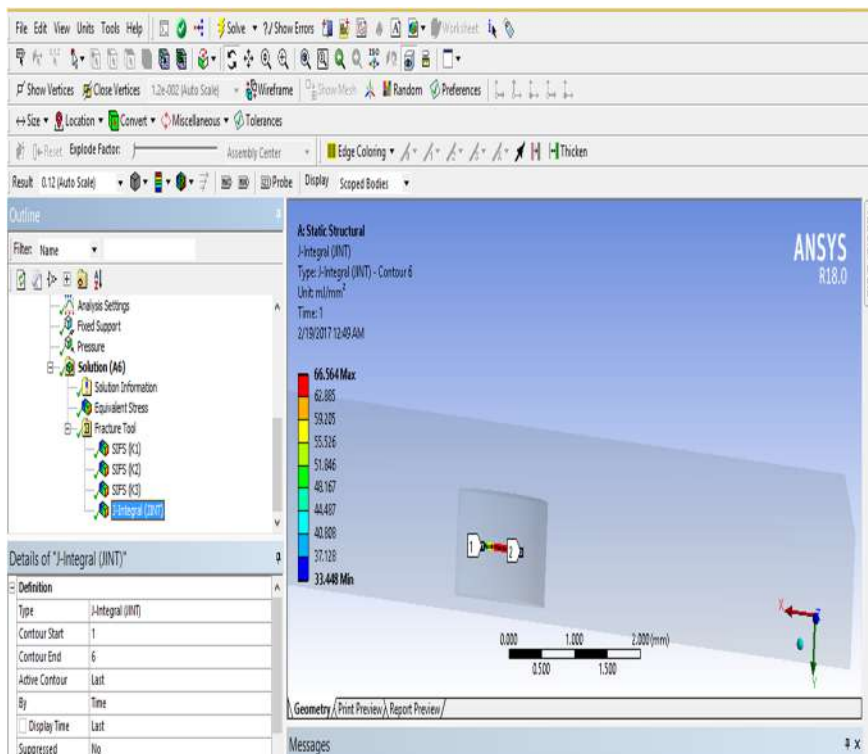 File Edit View Units Tools Help Solve ?/Show Errors A Worksheet
ISO
Show Vertices Close Vertices 1.2e-002 (Auto Scale) Wireframe Show Mesh Random Preferences
Size Location Convert Miscellaneous Tolerances
Reset Explode Factor: Assembly Center Edge Coloring Thicken
Result 0.12 (Auto Scale) Probe Display Scoped Bodies
Outline
Filter: Name
Analysis Settings
Fixed Support
Pressure
Solution (A6)
Solution Information
Equivalent Stress
Fracture Tool
SIFS (K1)
SIFS (K2)
SIFS (K3)
J-Integral (JINT)
Details of "J-Integral (JINT)"
Definition
Type J-Integral (JINT)
Contour Start 1
Contour End 6
Active Contour Last
By Time
Display Time Last
Suppressed No
A: Static Structural
J-Integral (JINT)
Type: J-Integral (JINT) - Contour 6
Unit: mJ/mm²
Time: 1
2/19/2017 12:49 AM
66.564 Max
62.885
59.205
55.526
51.846
48.167
44.487
40.808
37.128
33.448 Min
ANSYS
R18.0
1 2
0.000 1.000 2.000 (mm)
0.500 1.500
X
Y
Geometry Print Preview Report Preview
Messages